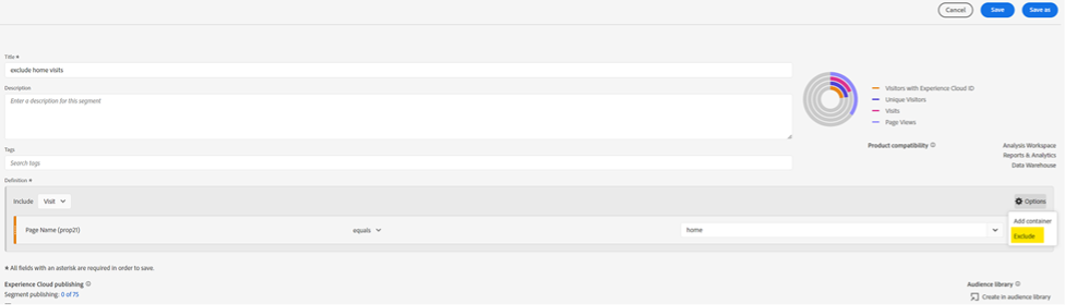 Cancel Save Save as
Title *
exclude home visits
Description
Enter a description for this segment
Visitors with Experience Cloud ID
Unique Visitors
Visits
Page Views
Tags
Product compatibility Analysis Workspace
Search tags
Reports & Analytics
Data Warehouse
Definition *
Include Visit Options
Page Name (prop21) equals home
Add container
Exclude
* All fields with an asterisk are required in order to save.
Experience Cloud publishing Audience library
Segment publishing: 0 of 75 Create in audience library